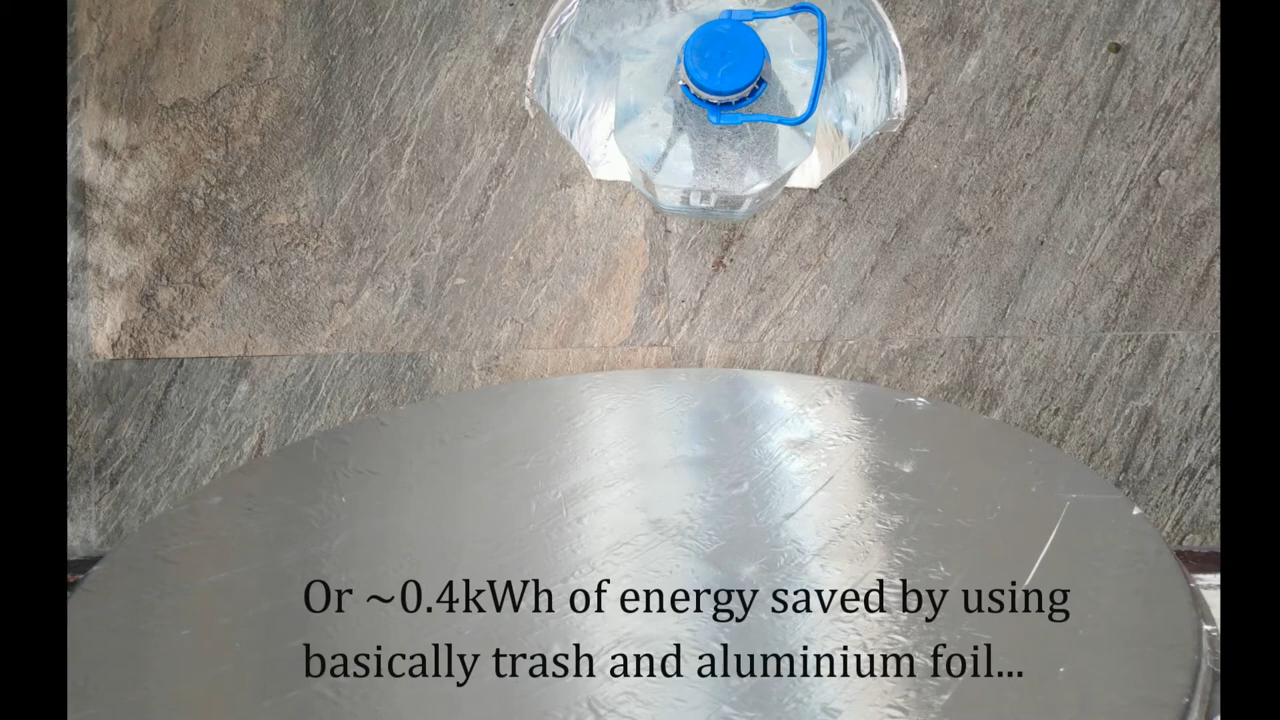 Or ~0.4kWh of energy saved by using
basically trash and aluminium foil...